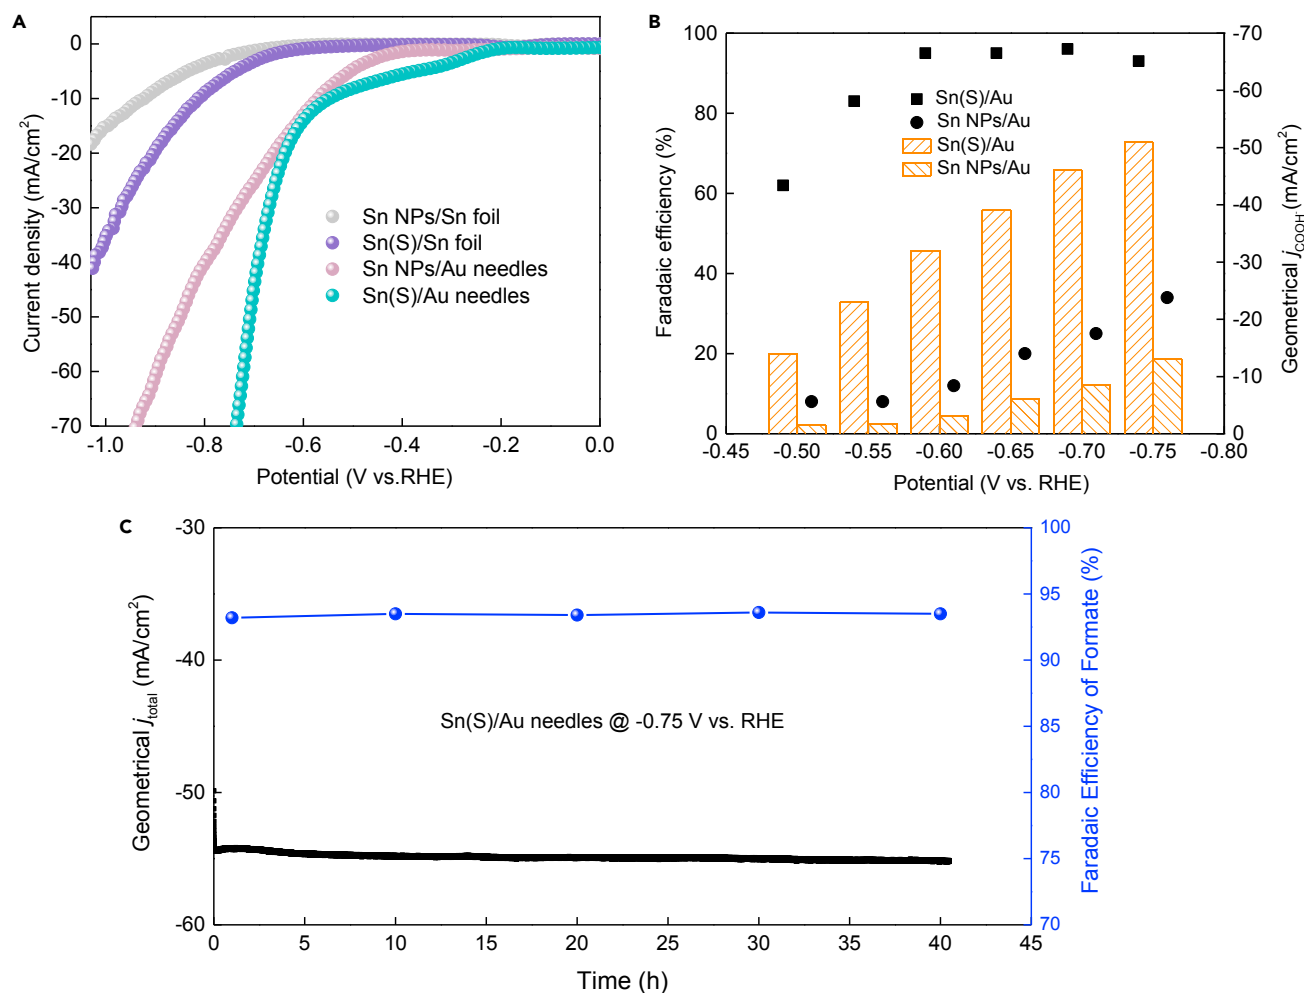 A
0
-10
-20
-30
-40
-50
-60
-70
Current density (mA/cm²)
Sn NPs/Sn foil
Sn(S)/Sn foil
Sn NPs/Au needles
Sn(S)/Au needles
-1.0 -0.8 -0.6 -0.4 -0.2 0.0
Potential (V vs.RHE)
B
100
80
60
40
20
0
Faradaic efficiency (%)
Sn(S)/Au
Sn NPs/Au
Sn(S)/Au
Sn NPs/Au
-70
-60
-50
-40
-30
-20
-10
0
Geometrical j_COOH⁻ (mA/cm²)
-0.45 -0.50 -0.55 -0.60 -0.65 -0.70 -0.75 -0.80
Potential (V vs. RHE)
C
-30
-40
-50
-60
Geometrical j_total (mA/cm²)
Sn(S)/Au needles @ -0.75 V vs. RHE
100
95
90
85
80
75
70
Faradaic Efficiency of Formate (%)
0 5 10 15 20 25 30 35 40 45
Time (h)